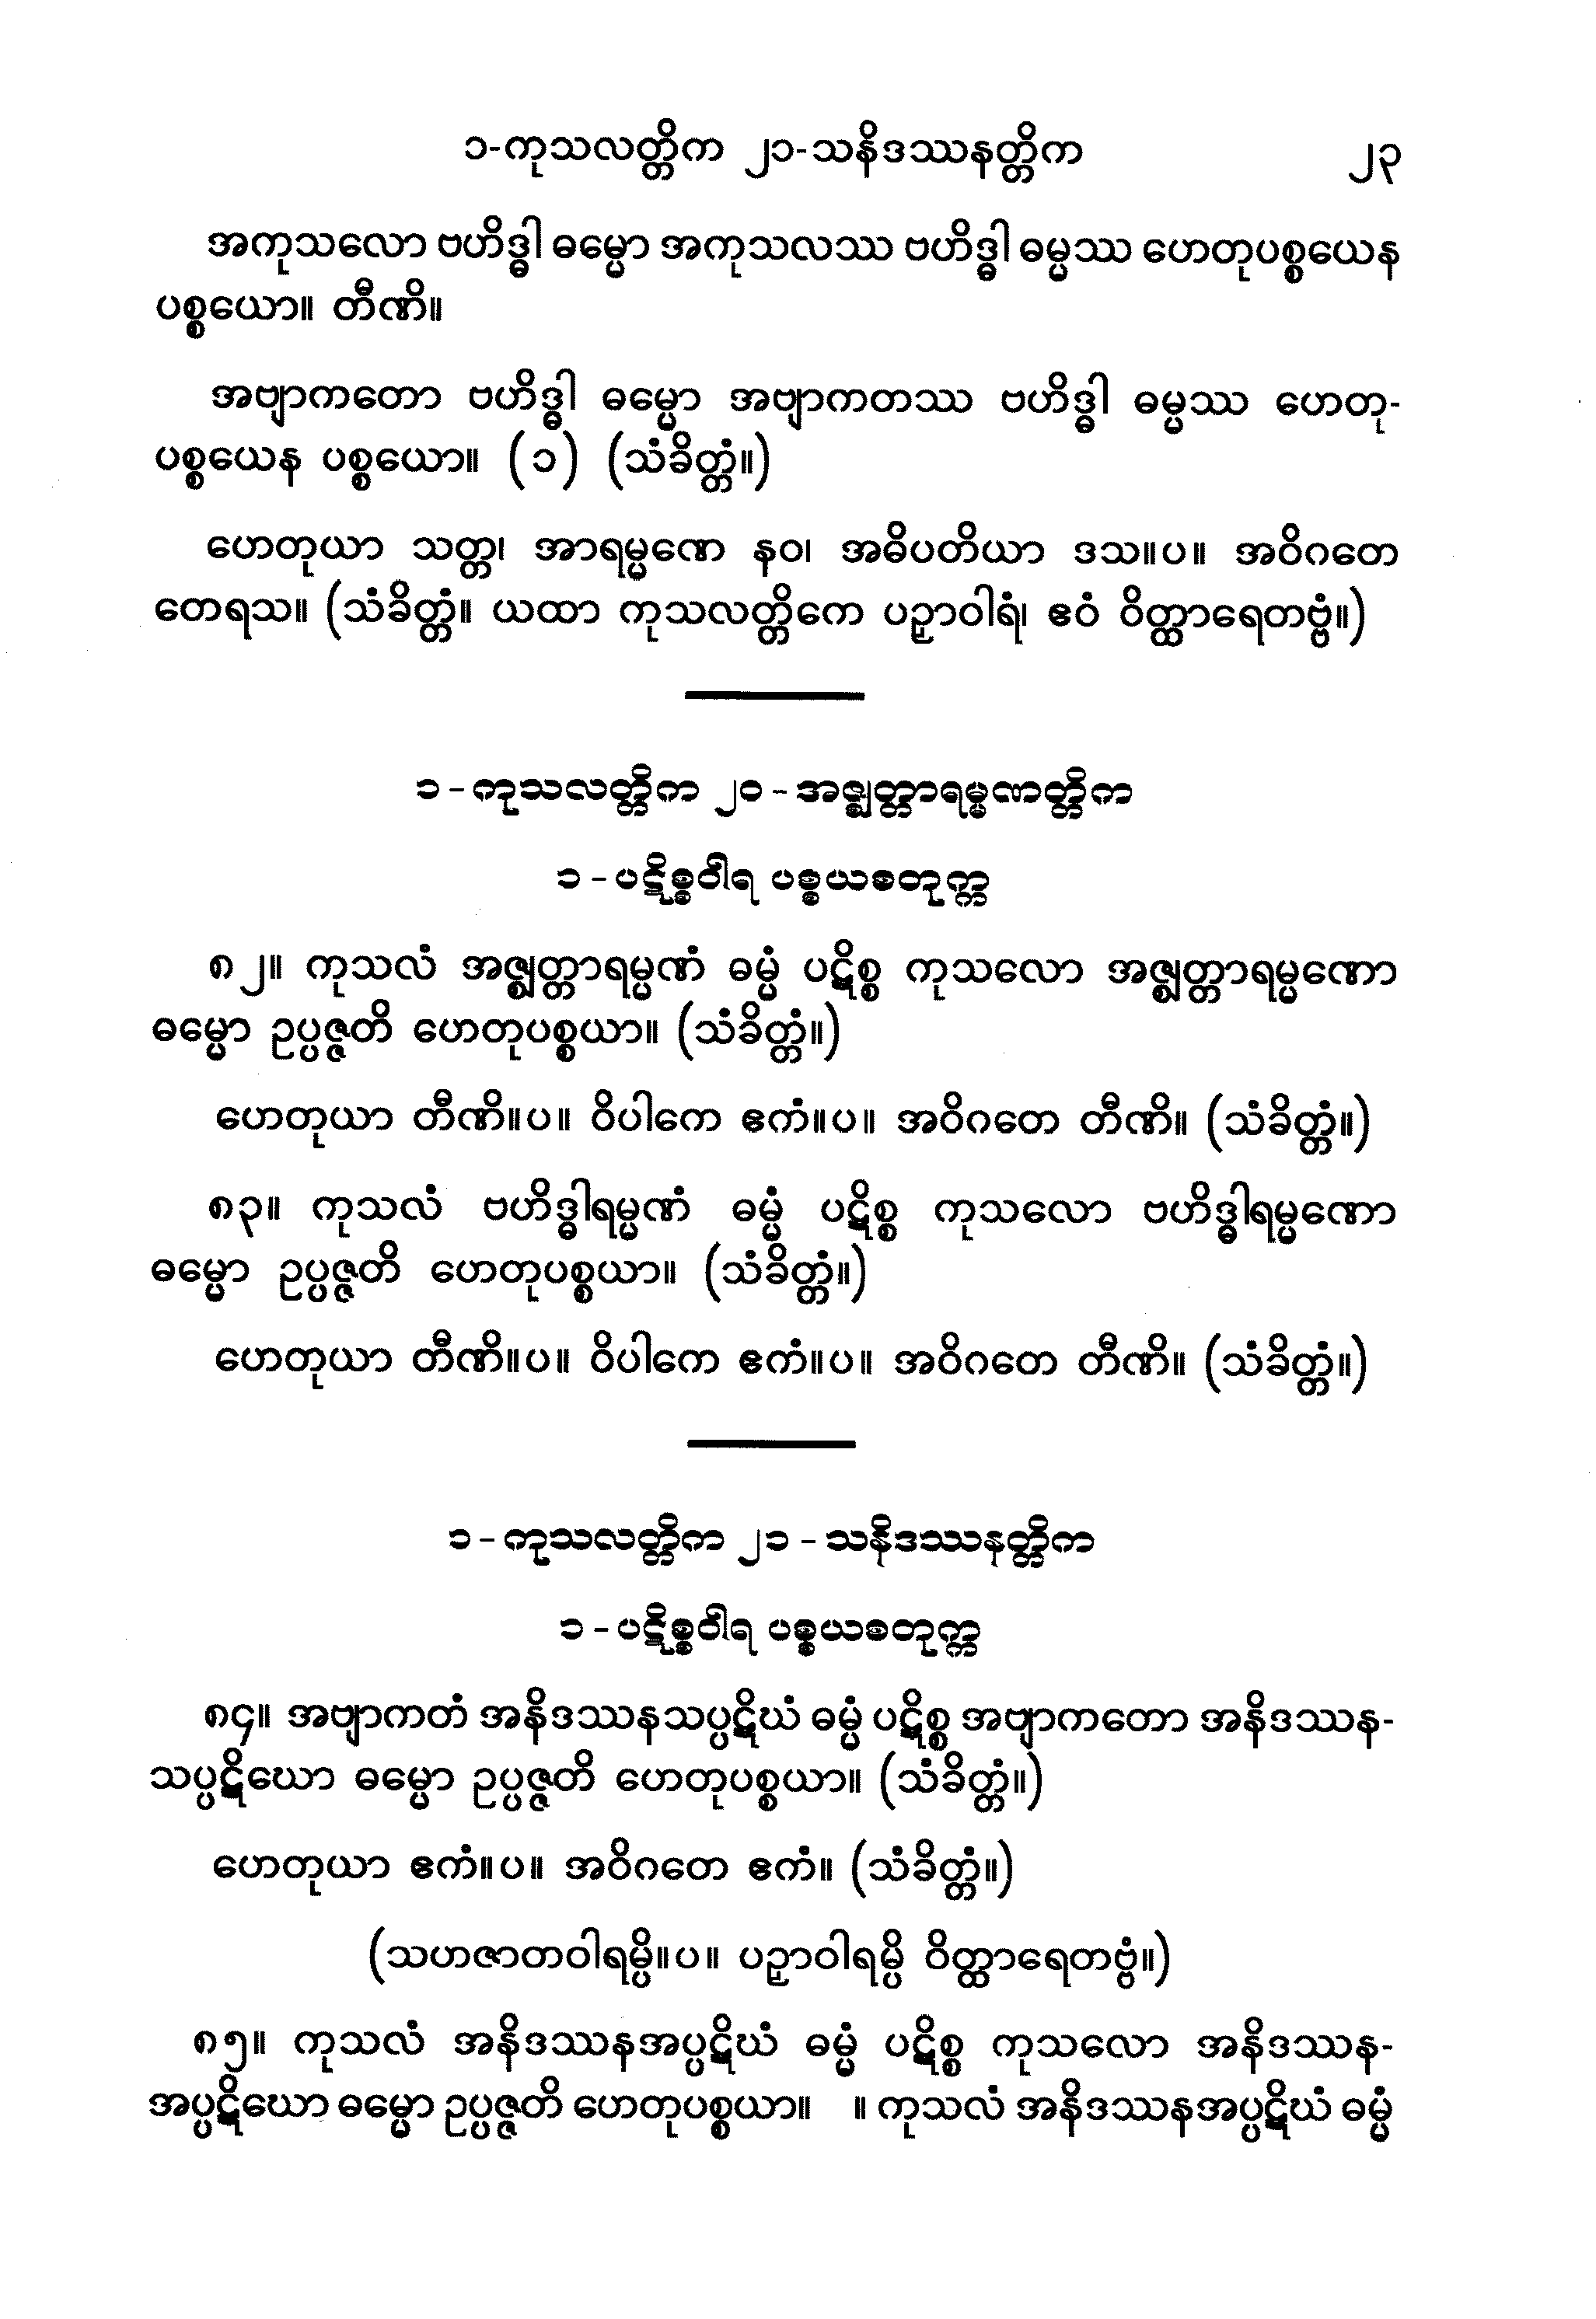 ၁-ကုသလတ္တိက ၂၁-သနိဒဿနတ္တိက ၂၃
အကုသလော ဗဟိဒ္ဓါ ဓမ္မော အကုသလဿ ဗဟိဒ္ဓါ ဓမ္မဿ ဟေတုပစ္စယေန
ပစ္စယော။ တီဏိ။
အဗျာကတော ဗဟိဒ္ဓါ ဓမ္မော အဗျာကတဿ ဗဟိဒ္ဓါ ဓမ္မဿ ဟေတု-
ပစ္စယေန ပစ္စယော။ (၁) (သံခိတ္တံ။)
ဟေတုယာ သတ္တ၊ အာရမ္မဏေ နဝ၊ အဓိပတိယာ ဒသ။ပ။ အဝိဂတေ
တေရသ။ (သံခိတ္တံ။ ယထာ ကုသလတ္တိကေ ပဉှာဝါရံ၊ ဧဝံ ဝိတ္ထာရေတဗ္ဗံ။)
၁ - ကုသလတ္တိက ၂၀ - အဇ္ဈတ္တာရမ္မဏတ္တိက
၁ - ပဋိစ္စဝါရ ပစ္စယစတုက္က
၈၂။ ကုသလံ အဇ္ဈတ္တာရမ္မဏံ ဓမ္မံ ပဋိစ္စ ကုသလော အဇ္ဈတ္တာရမ္မဏော
ဓမ္မော ဥပ္ပဇ္ဇတိ ဟေတုပစ္စယာ။ (သံခိတ္တံ။)
ဟေတုယာ တီဏိ။ပ။ ဝိပါကေ ဧကံ။ပ။ အဝိဂတေ တီဏိ။ (သံခိတ္တံ။)
၈၃။ ကုသလံ ဗဟိဒ္ဓါရမ္မဏံ ဓမ္မံ ပဋိစ္စ ကုသလော ဗဟိဒ္ဓါရမ္မဏော
ဓမ္မော ဥပ္ပဇ္ဇတိ ဟေတုပစ္စယာ။ (သံခိတ္တံ။)
ဟေတုယာ တီဏိ။ပ။ ဝိပါကေ ဧကံ။ပ။ အဝိဂတေ တီဏိ။ (သံခိတ္တံ။)
၁ - ကုသလတ္တိက ၂၁ - သနိဒဿနတ္တိက
၁ - ပဋိစ္စဝါရ ပစ္စယစတုက္က
၈၄။ အဗျာကတံ အနိဒဿနသပ္ပဋိဃံ ဓမ္မံ ပဋိစ္စ အဗျာကတော အနိဒဿန-
သပ္ပဋိဃော ဓမ္မော ဥပ္ပဇ္ဇတိ ဟေတုပစ္စယာ။ (သံခိတ္တံ။)
ဟေတုယာ ဧကံ။ပ။ အဝိဂတေ ဧကံ။ (သံခိတ္တံ။)
(သဟဇာတဝါရမ္ပိ။ပ။ ပဉှာဝါရမ္ပိ ဝိတ္ထာရေတဗ္ဗံ။)
၈၅။ ကုသလံ အနိဒဿနအပ္ပဋိဃံ ဓမ္မံ ပဋိစ္စ ကုသလော အနိဒဿန-
အပ္ပဋိဃော ဓမ္မော ဥပ္ပဇ္ဇတိ ဟေတုပစ္စယာ။ ။ ကုသလံ အနိဒဿနအပ္ပဋိဃံ ဓမ္မံ